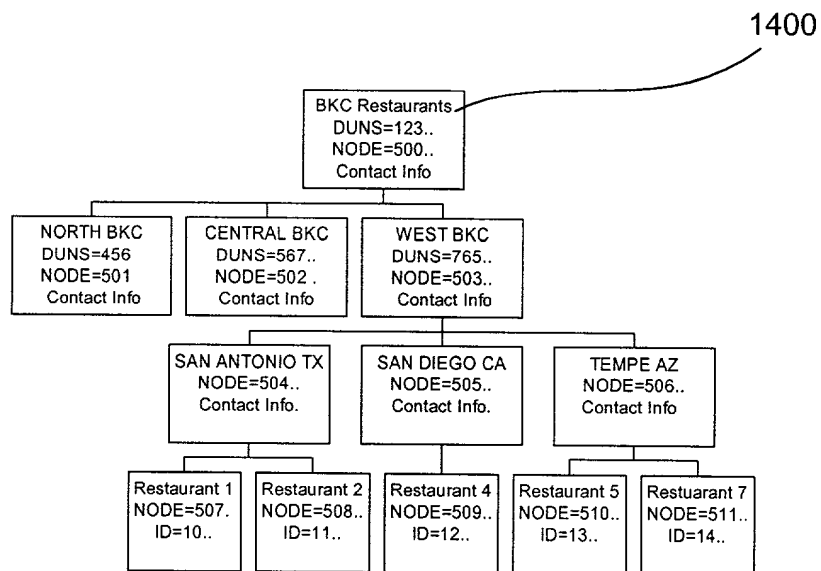 1400
BKC Restaurants
DUNS=123..
NODE=500..
Contact Info
NORTH BKC
DUNS=456
NODE=501
Contact Info
CENTRAL BKC
DUNS=567..
NODE=502 .
Contact Info
WEST BKC
DUNS=765..
NODE=503..
Contact Info
SAN ANTONIO TX
NODE=504..
Contact Info.
SAN DIEGO CA
NODE=505..
Contact Info.
TEMPE AZ
NODE=506..
Contact Info
Restaurant 1
NODE=507.
ID=10..
Restaurant 2
NODE=508..
ID=11..
Restaurant 4
NODE=509..
ID=12..
Restaurant 5
NODE=510..
ID=13..
Restuarant 7
NODE=511..
ID=14..